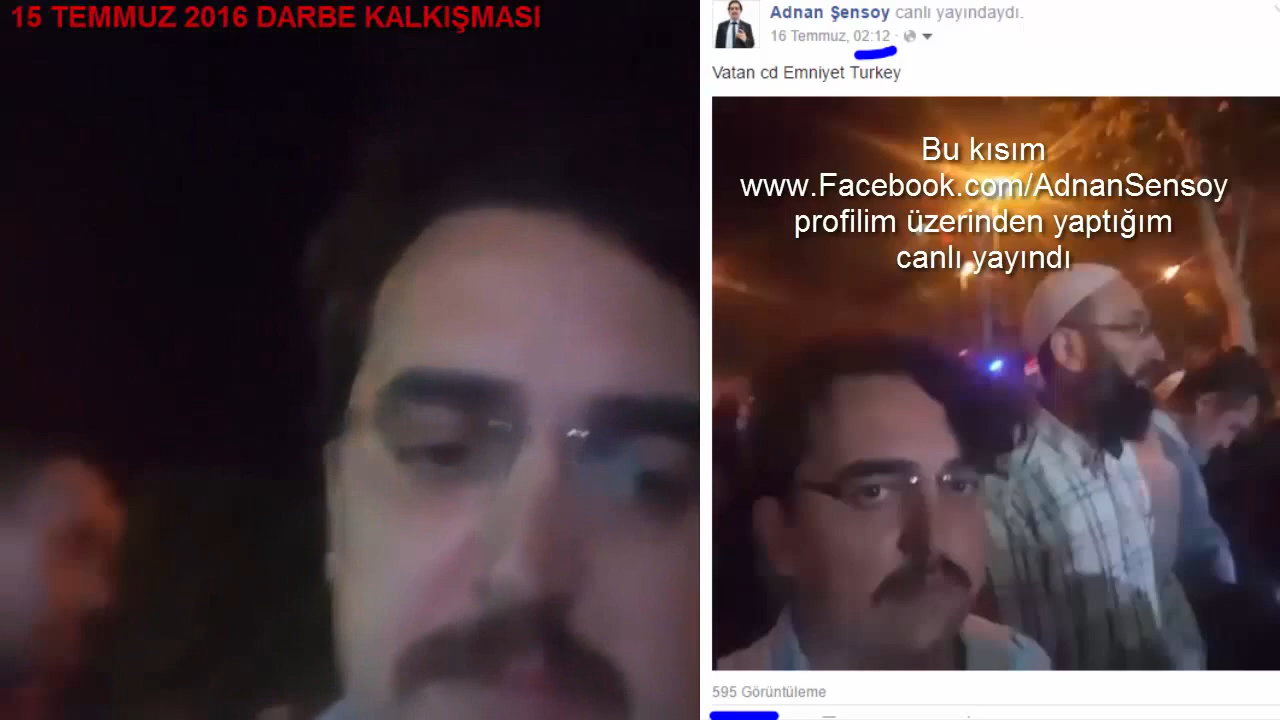 15 TEMMUZ 2016 DARBE KALKIŞMASI
Adnan Şensoy canlı yayındaydı.
16 Temmuz, 02:12 ·
Vatan cd Emniyet Turkey
Bu kısım
www.Facebook.com/AdnanSensoy
profilim üzerinden yaptığım
canlı yayındı
595 Görüntüleme